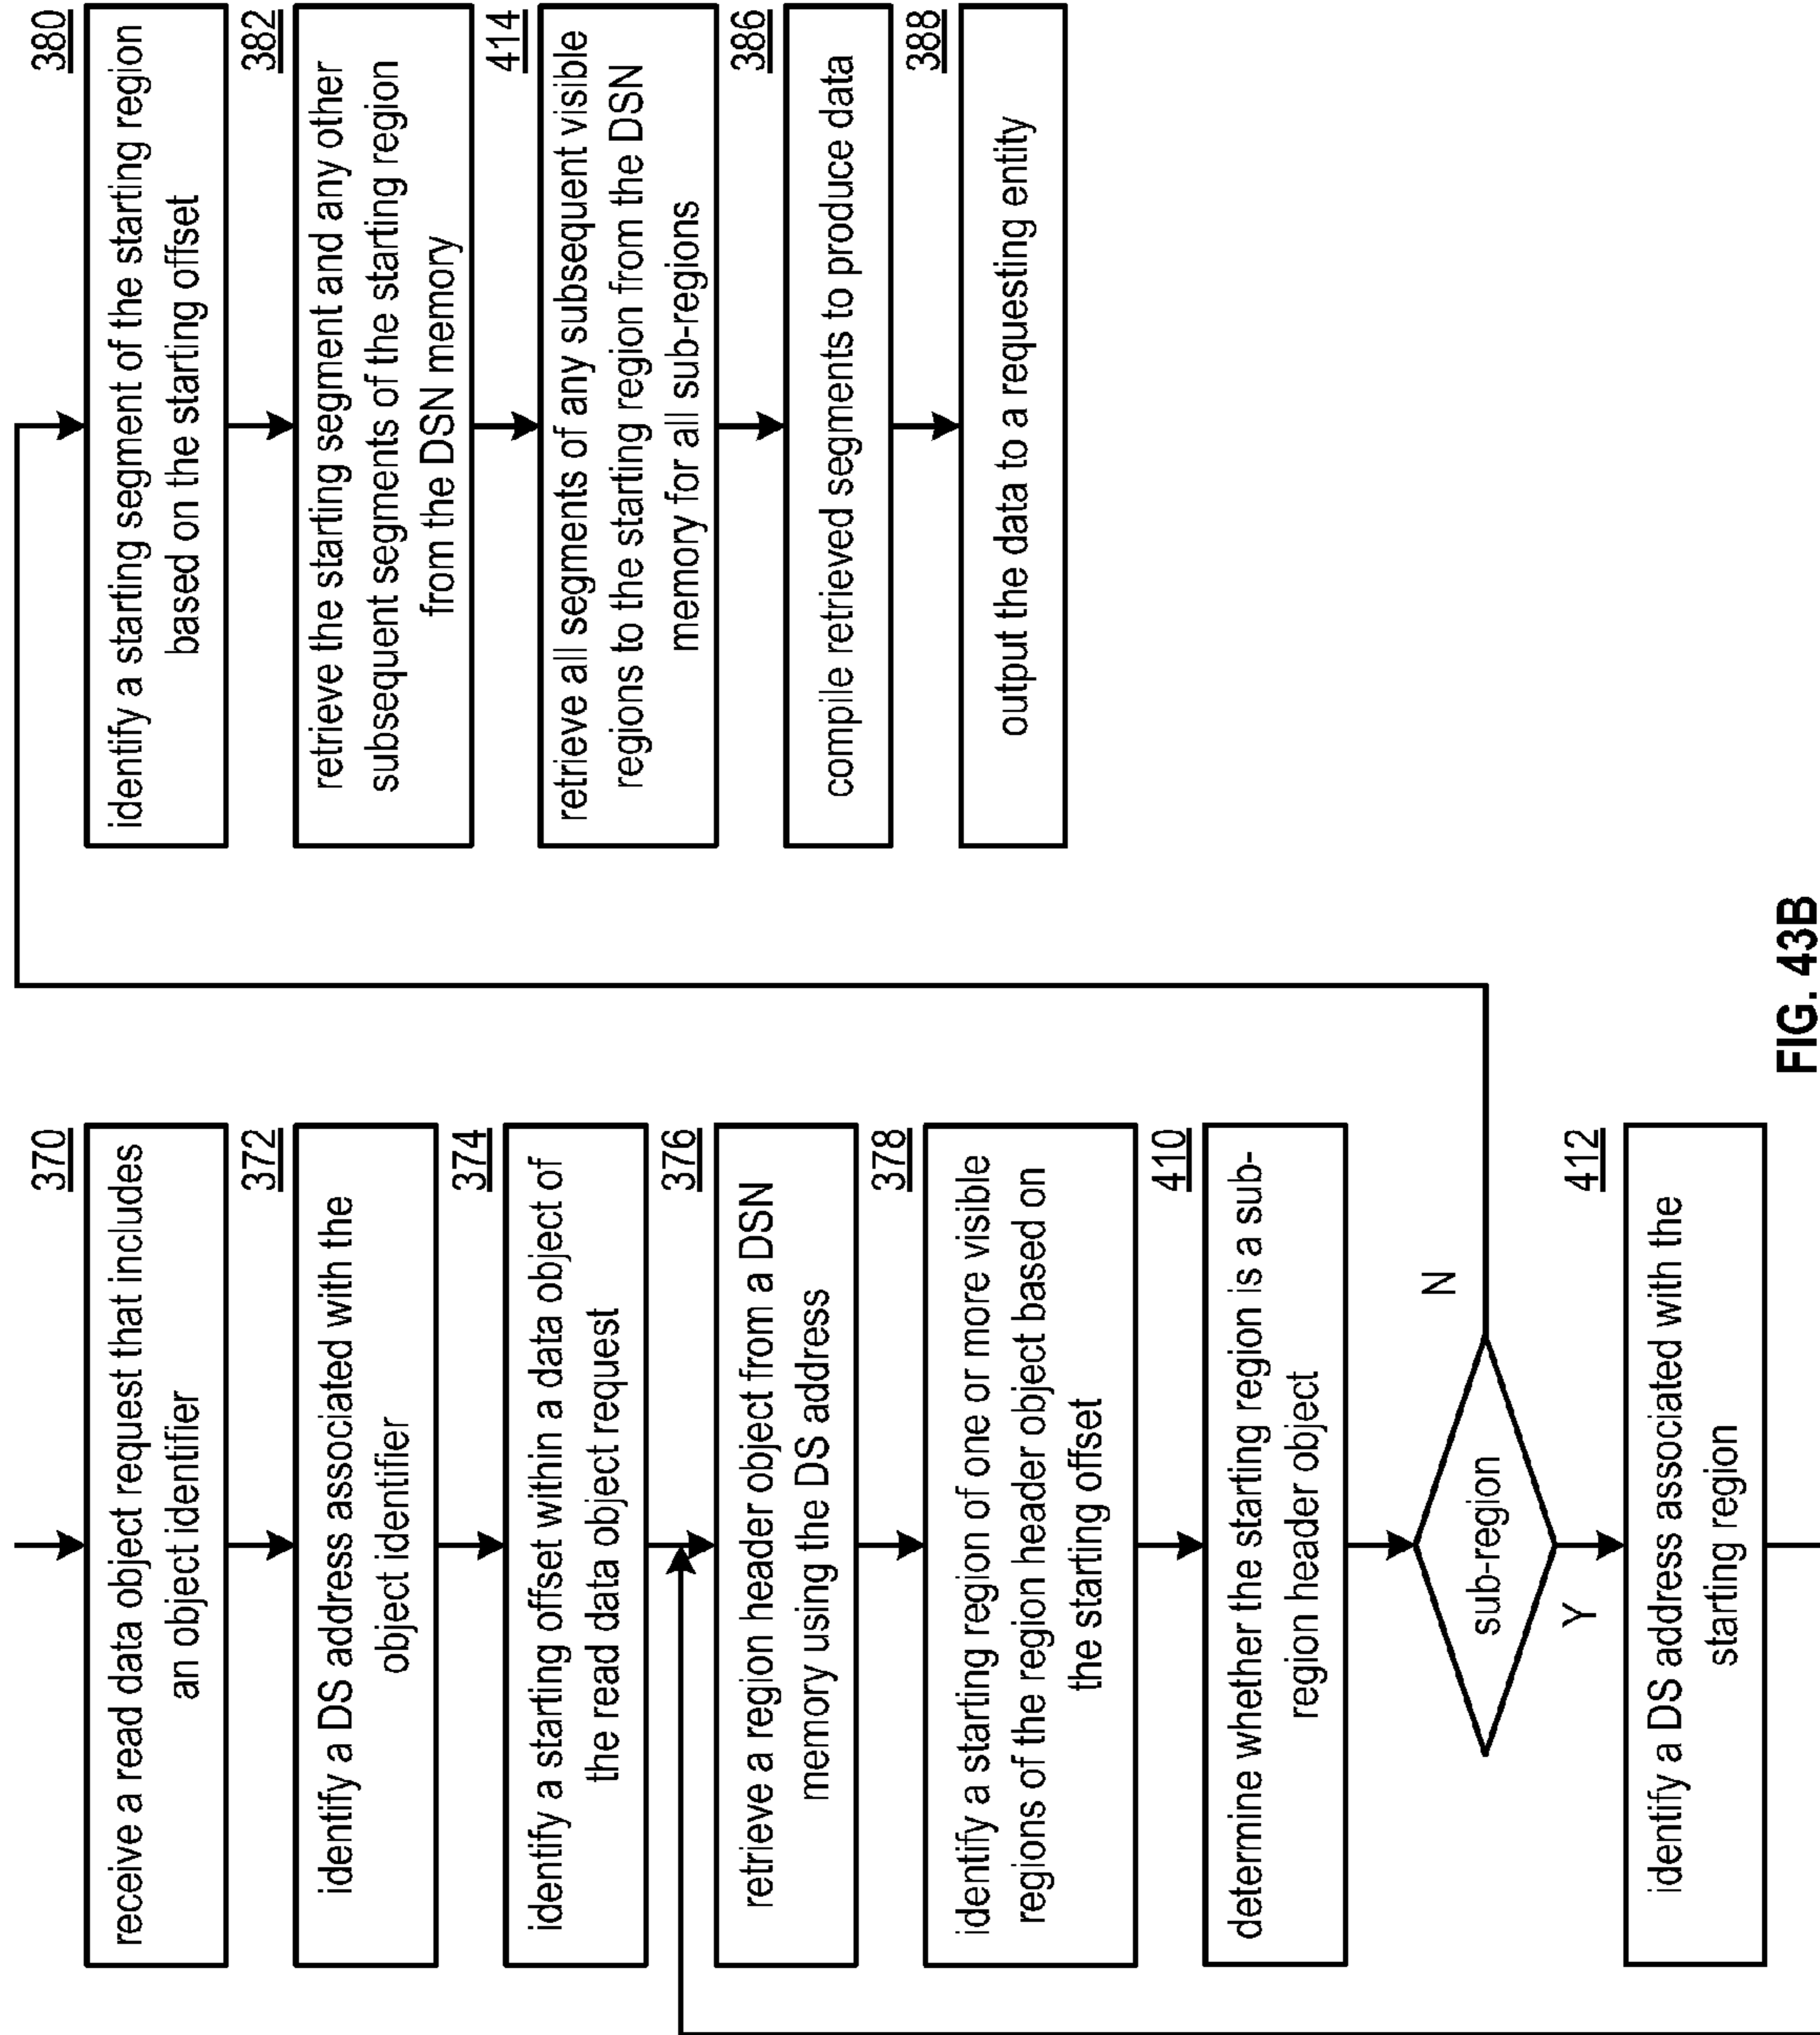 370
receive a read data object request that includes
an object identifier
372
identify a DS address associated with the
object identifier
374
identify a starting offset within a data object of
the read data object request
376
retrieve a region header object from a DSN
memory using the DS address
378
identify a starting region of one or more visible
regions of the region header object based on
the starting offset
410
determine whether the starting region is a sub-
region header object
sub-region
N
Y
412
identify a DS address associated with the
starting region
380
identify a starting segment of the starting region
based on the starting offset
382
retrieve the starting segment and any other
subsequent segments of the starting region
from the DSN memory
414
retrieve all segments of any subsequent visible
regions to the starting region from the DSN
memory for all sub-regions
386
compile retrieved segments to produce data
388
output the data to a requesting entity
FIG. 43B